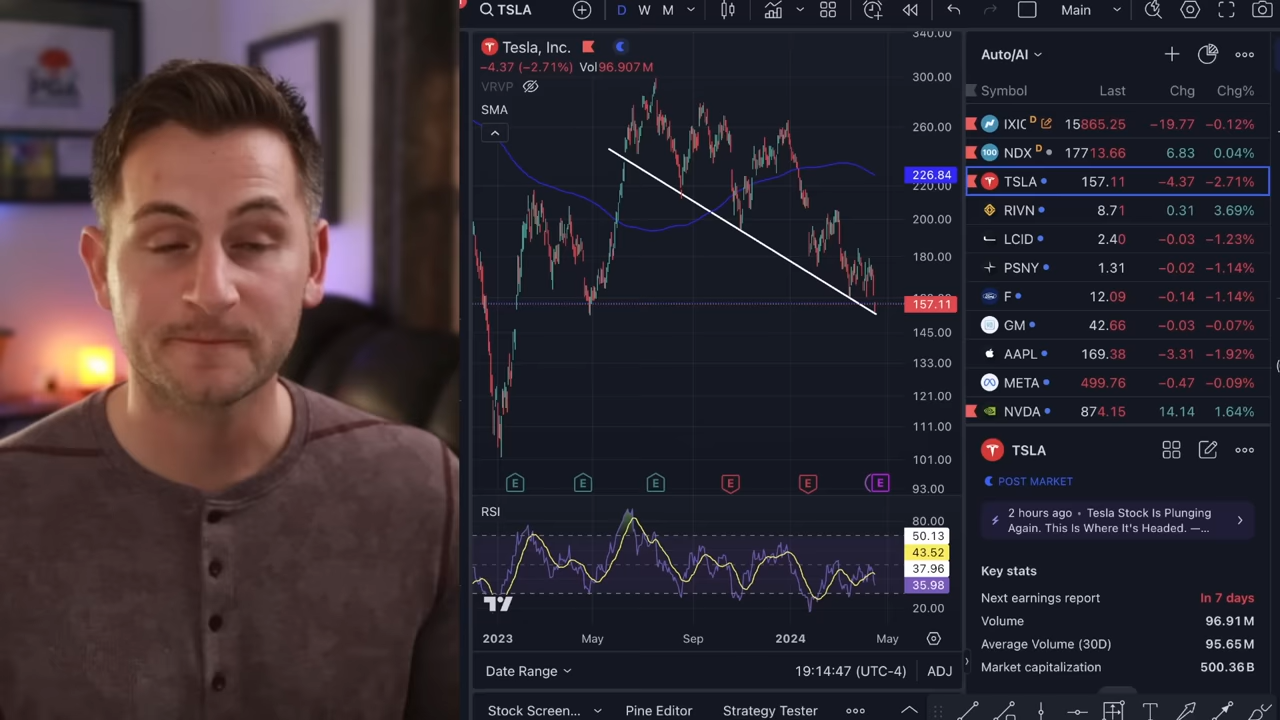 TSLA D W M Main
Tesla, Inc.
−4.37 (−2.71%) Vol 96.907 M
VRVP
SMA
340.00
300.00
260.00
226.84
220.00
200.00
180.00
157.11
145.00
133.00
121.00
111.00
101.00
93.00
E E E E E E
RSI
80.00
50.13
43.52
37.96
35.98
20.00
2023 May Sep 2024 May
Date Range 19:14:47 (UTC-4) ADJ
Stock Screen... Pine Editor Strategy Tester
Auto/AI
Symbol Last Chg Chg%
IXIC D 15865.25 −19.77 −0.12%
100 NDX D 17713.66 6.83 0.04%
TSLA 157.11 −4.37 −2.71%
RIVN 8.71 0.31 3.69%
LCID 2.40 −0.03 −1.23%
PSNY 1.31 −0.02 −1.14%
F 12.09 −0.14 −1.14%
GM 42.66 −0.03 −0.07%
AAPL 169.38 −3.31 −1.92%
META 499.76 −0.47 −0.09%
NVDA 874.15 14.14 1.64%
TSLA
POST MARKET
2 hours ago • Tesla Stock Is Plunging
Again. This Is Where It's Headed. —...
Key stats
Next earnings report In 7 days
Volume 96.91 M
Average Volume (30D) 95.65 M
Market capitalization 500.36 B